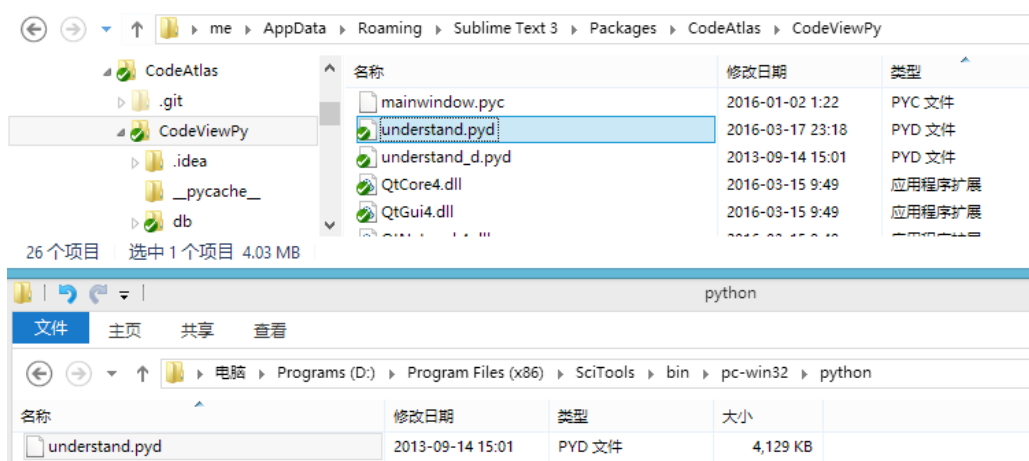 me AppData Roaming Sublime Text 3 Packages CodeAtlas CodeViewPy
CodeAtlas
.git
CodeViewPy
.idea
__pycache__
db
名称 修改日期 类型
mainwindow.pyc 2016-01-02 1:22 PYC 文件
understand.pyd 2016-03-17 23:18 PYD 文件
understand_d.pyd 2013-09-14 15:01 PYD 文件
QtCore4.dll 2016-03-15 9:49 应用程序扩展
QtGui4.dll 2016-03-15 9:49 应用程序扩展
26 个项目 选中 1 个项目 4.03 MB
python
文件 主页 共享 查看
电脑 Programs (D:) Program Files (x86) SciTools bin pc-win32 python
名称 修改日期 类型 大小
understand.pyd 2013-09-14 15:01 PYD 文件 4,129 KB